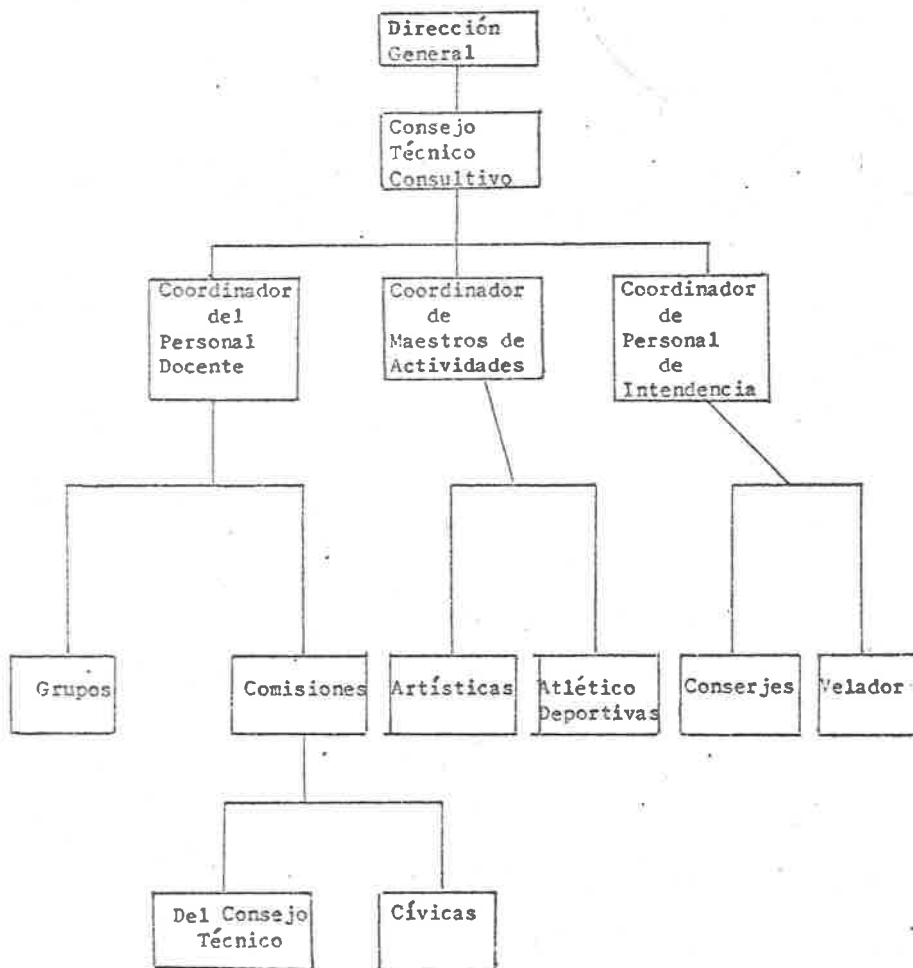 Dirección
General
Consejo
Técnico
Consultivo
Coordinador
del
Personal
Docente
Coordinador
de
Maestros de
Actividades
Coordinador
de
Personal
de
Intendencia
Grupos
Comisiones
Artísticas
Atlético
Deportivas
Conserjes
Velador
Del Consejo
Técnico
Cívicas